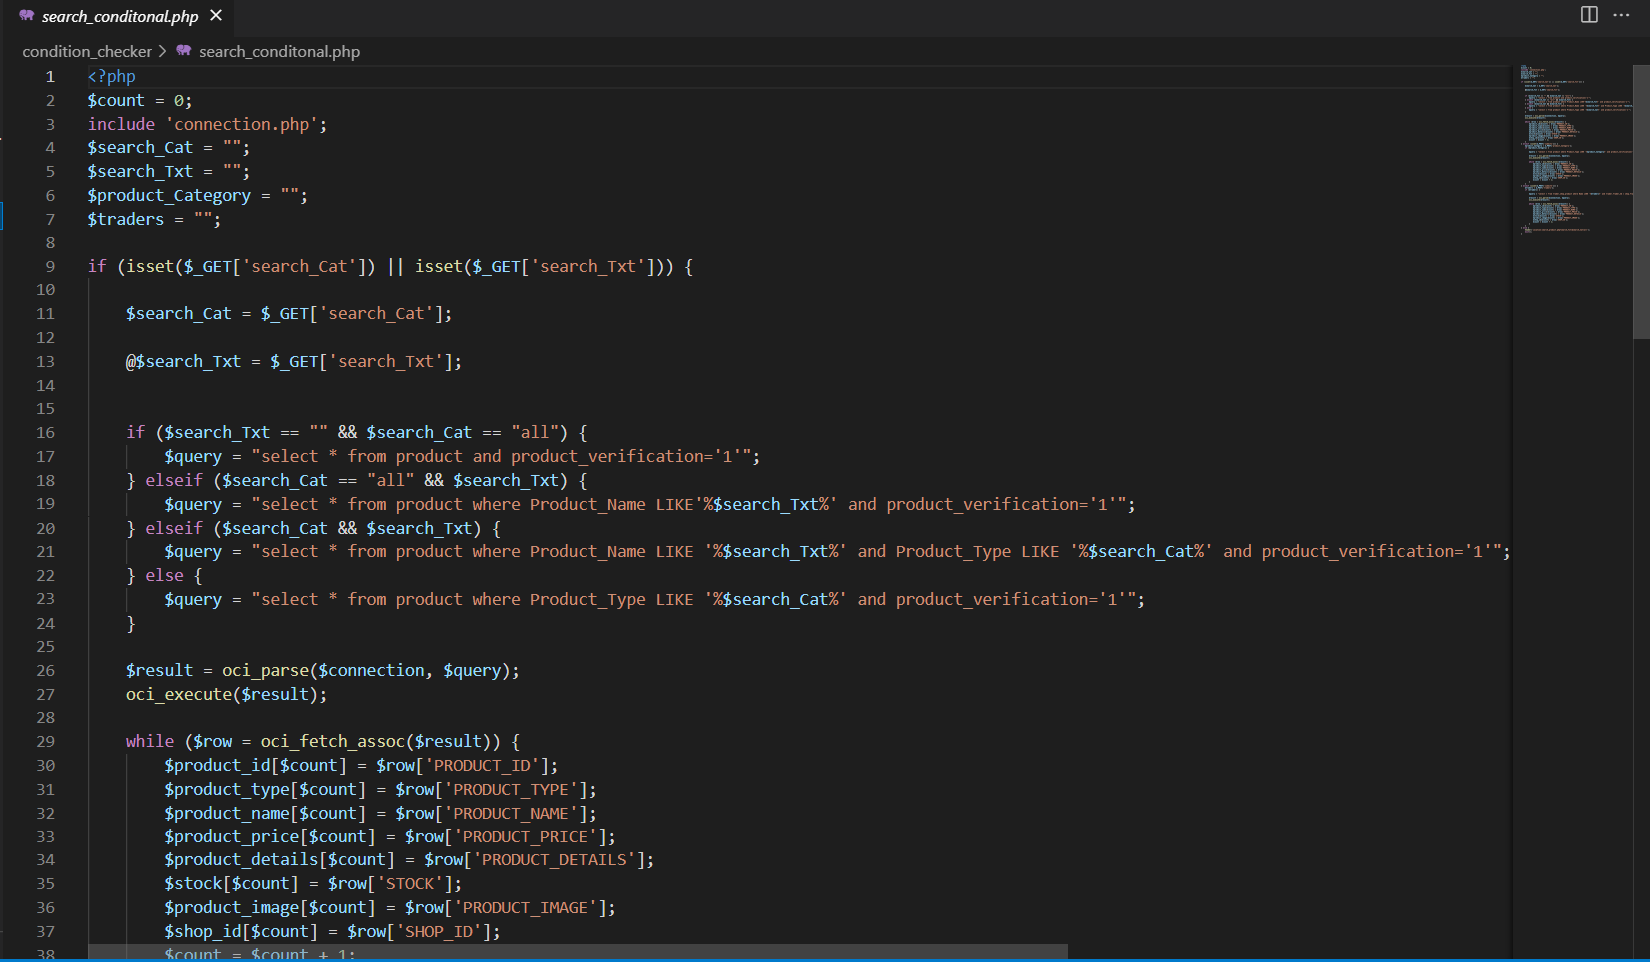 search_conditonal.php
condition_checker > search_conditonal.php
1 <?php
2 $count = 0;
3 include 'connection.php';
4 $search_Cat = "";
5 $search_Txt = "";
6 $product_Category = "";
7 $traders = "";
8
9 if (isset($_GET['search_Cat']) || isset($_GET['search_Txt'])) {
10
11 $search_Cat = $_GET['search_Cat'];
12
13 @$search_Txt = $_GET['search_Txt'];
14
15
16 if ($search_Txt == "" && $search_Cat == "all") {
17 $query = "select * from product and product_verification='1'";
18 } elseif ($search_Cat == "all" && $search_Txt) {
19 $query = "select * from product where Product_Name LIKE'%$search_Txt%' and product_verification='1'";
20 } elseif ($search_Cat && $search_Txt) {
21 $query = "select * from product where Product_Name LIKE '%$search_Txt%' and Product_Type LIKE '%$search_Cat%' and product_verification='1'";
22 } else {
23 $query = "select * from product where Product_Type LIKE '%$search_Cat%' and product_verification='1'";
24 }
25
26 $result = oci_parse($connection, $query);
27 oci_execute($result);
28
29 while ($row = oci_fetch_assoc($result)) {
30 $product_id[$count] = $row['PRODUCT_ID'];
31 $product_type[$count] = $row['PRODUCT_TYPE'];
32 $product_name[$count] = $row['PRODUCT_NAME'];
33 $product_price[$count] = $row['PRODUCT_PRICE'];
34 $product_details[$count] = $row['PRODUCT_DETAILS'];
35 $stock[$count] = $row['STOCK'];
36 $product_image[$count] = $row['PRODUCT_IMAGE'];
37 $shop_id[$count] = $row['SHOP_ID'];
38 $count = $count + 1;